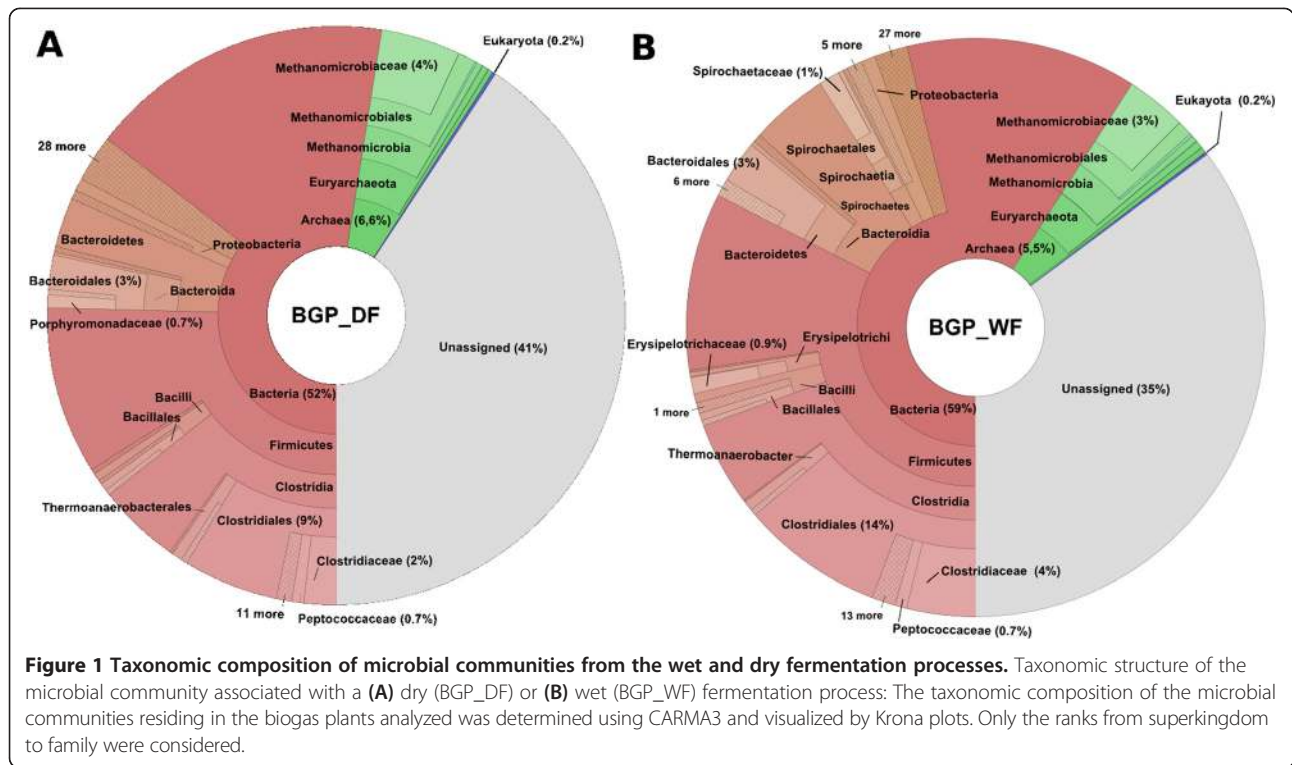 A
Eukaryota (0.2%)
Methanomicrobiaceae (4%)
Methanomicrobiales
Methanomicrobia
Euryarchaeota
Archaea (6,6%)
28 more
Bacteroidetes
Proteobacteria
Bacteroidales (3%)
Bacteroida
Porphyromonadaceae (0.7%)
BGP_DF
Unassigned (41%)
Bacteria (52%)
Bacilli
Bacillales
Firmicutes
Clostridia
Thermoanaerobacterales
Clostridiales (9%)
Clostridiaceae (2%)
11 more
Peptococcaceae (0.7%)
B
27 more
5 more
Spirochaetaceae (1%)
Proteobacteria
Eukayota (0.2%)
Methanomicrobiaceae (3%)
Methanomicrobiales
Methanomicrobia
Euryarchaeota
Archaea (5,5%)
Spirochaetales
Bacteroidales (3%)
Spirochaetia
6 more
Spirochaetes
Bacteroidia
Bacteroidetes
BGP_WF
Unassigned (35%)
Erysipelotrichi
Erysipelotrichaceae (0.9%)
Bacilli
1 more
Bacillales
Bacteria (59%)
Thermoanaerobacter
Firmicutes
Clostridia
Clostridiales (14%)
Clostridiaceae (4%)
13 more
Peptococcaceae (0.7%)
Figure 1 Taxonomic composition of microbial communities from the wet and dry fermentation processes. Taxonomic structure of the
microbial community associated with a (A) dry (BGP_DF) or (B) wet (BGP_WF) fermentation process: The taxonomic composition of the microbial
communities residing in the biogas plants analyzed was determined using CARMA3 and visualized by Krona plots. Only the ranks from superkingdom
to family were considered.